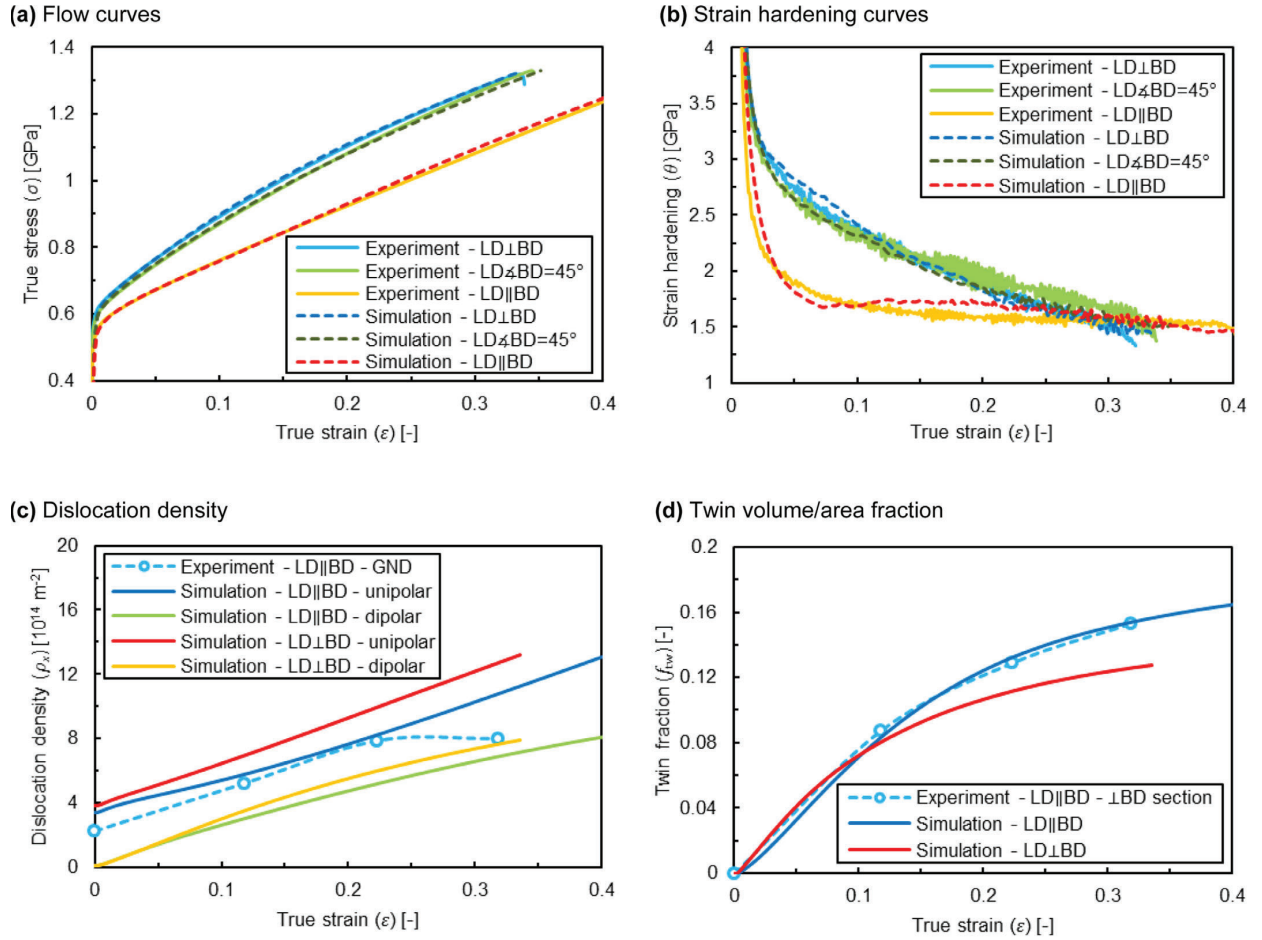 (a) Flow curves
True stress (σ) [GPa]
1.4
1.2
1
0.8
0.6
0.4
Experiment - LD⊥BD
Experiment - LD∡BD=45°
Experiment - LD∥BD
Simulation - LD⊥BD
Simulation - LD∡BD=45°
Simulation - LD∥BD
0 0.1 0.2 0.3 0.4
True strain (ε) [-]
(b) Strain hardening curves
Strain hardening (θ) [GPa]
4
3.5
3
2.5
2
1.5
1
Experiment - LD⊥BD
Experiment - LD∡BD=45°
Experiment - LD∥BD
Simulation - LD⊥BD
Simulation - LD∡BD=45°
Simulation - LD∥BD
0 0.1 0.2 0.3 0.4
True strain (ε) [-]
(c) Dislocation density
Dislocation density (ρₓ) [10¹⁴ m⁻²]
20
16
12
8
4
0
Experiment - LD∥BD - GND
Simulation - LD∥BD - unipolar
Simulation - LD∥BD - dipolar
Simulation - LD⊥BD - unipolar
Simulation - LD⊥BD - dipolar
0 0.1 0.2 0.3 0.4
True strain (ε) [-]
(d) Twin volume/area fraction
Twin fraction (f_tw) [-]
0.2
0.16
0.12
0.08
0.04
0
Experiment - LD∥BD - ⊥BD section
Simulation - LD∥BD
Simulation - LD⊥BD
0 0.1 0.2 0.3 0.4
True strain (ε) [-]